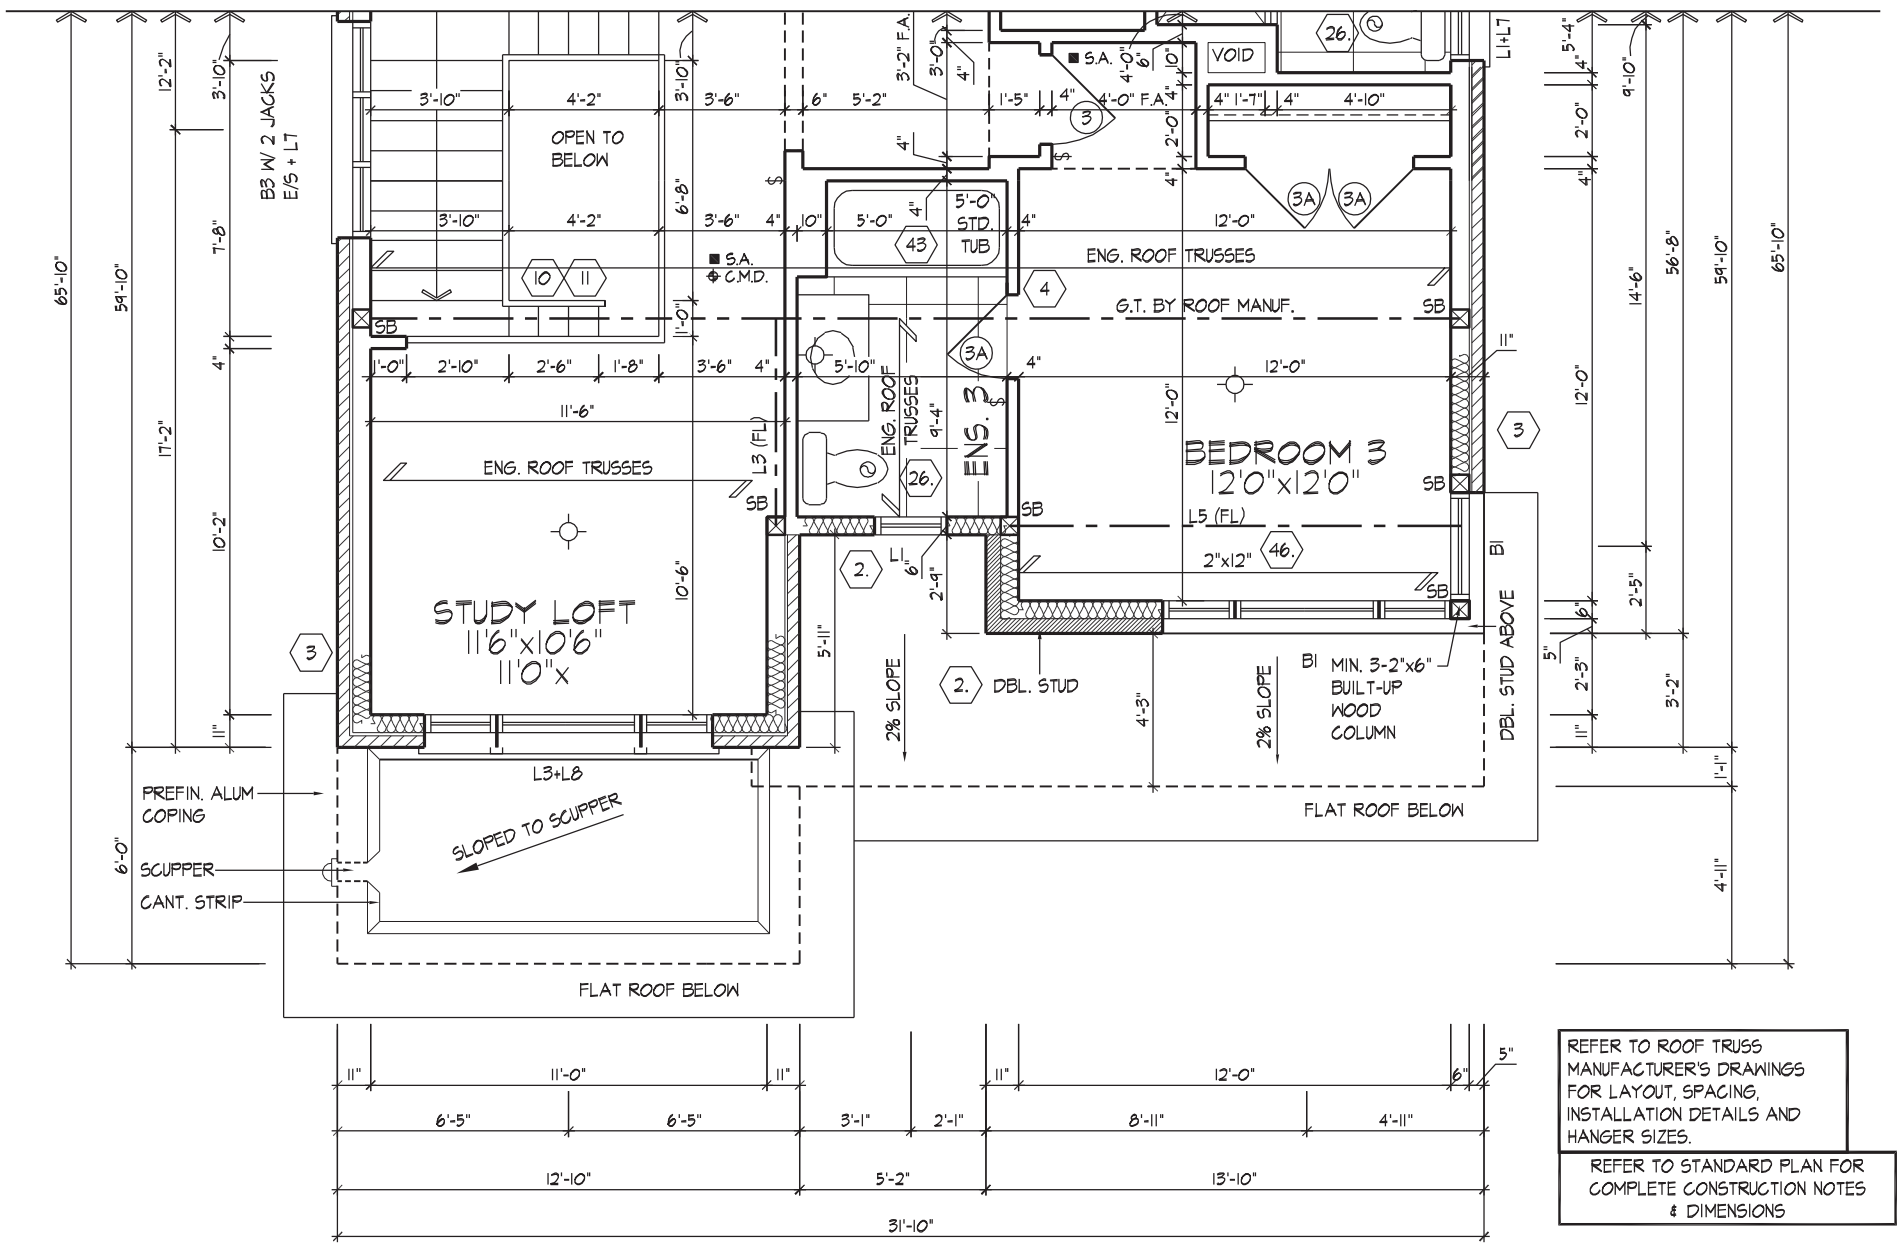 65'-10"
59'-10"
12'-2"
17'-2"
3'-10"
7'-8"
4"
10'-2"
11"
6'-0"
B3 W/ 2 JACKS
E/S + L7
3'-10"
4'-2"
3'-10"
3'-6"
6"
5'-2"
3'-2" F.A.
3'-0"
4"
1'-5"
4"
4'-0" F.A.
S.A.
4'-0"
6"
10"
VOID
26.
L1+L7
4"
1'-7"
4"
4'-10"
3
OPEN TO
BELOW
4"
2'-0"
4"
4"
6'-8"
3'-10"
4'-2"
3'-6"
4"
10"
5'-0"
4"
5'-0"
STD.
TUB
43
4"
12'-0"
3A
3A
S.A.
C.M.D.
10
11
ENG. ROOF TRUSSES
4
G.T. BY ROOF MANUF.
SB
SB
1'-0"
1'-0"
2'-10"
2'-6"
1'-8"
3'-6"
4"
5'-10"
3A
4"
12'-0"
11"
11'-6"
L3 (FL)
ENG. ROOF
TRUSSES
9'-4"
ENS. 3
12'-0"
ENG. ROOF TRUSSES
SB
26.
BEDROOM 3
12'0"x12'0"
SB
3
SB
L5 (FL)
2"x12"
46.
B1
SB
L1
6"
2'-9"
2.
10'-6"
STUDY LOFT
11'6"x10'6"
11'0"x
3
5'-11"
2% SLOPE
2.
DBL. STUD
4'-3"
2% SLOPE
B1
MIN. 3-2"x6"
BUILT-UP
WOOD
COLUMN
DBL. STUD ABOVE
5'-4"
4"
2'-0"
4"
12'-0"
6"
5"
2'-3"
11"
9'-10"
14'-6"
2'-5"
56'-8"
3'-2"
59'-10"
1'-1"
4'-11"
65'-10"
L3+L8
PREFIN. ALUM
COPING
SLOPED TO SCUPPER
SCUPPER
CANT. STRIP
FLAT ROOF BELOW
FLAT ROOF BELOW
11"
11'-0"
11"
11"
12'-0"
6"
5"
6'-5"
6'-5"
3'-1"
2'-1"
8'-11"
4'-11"
12'-10"
5'-2"
13'-10"
31'-10"
REFER TO ROOF TRUSS
MANUFACTURER'S DRAWINGS
FOR LAYOUT, SPACING,
INSTALLATION DETAILS AND
HANGER SIZES.
REFER TO STANDARD PLAN FOR
COMPLETE CONSTRUCTION NOTES
& DIMENSIONS